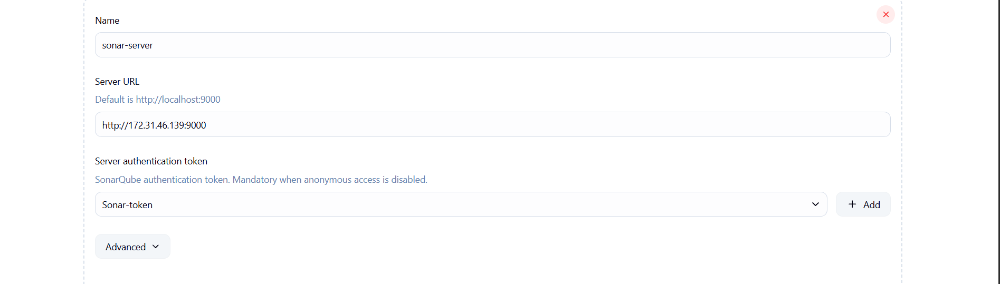 Name
sonar-server
Server URL
Default is http://localhost:9000
http://172.31.46.139:9000
Server authentication token
SonarQube authentication token. Mandatory when anonymous access is disabled.
Sonar-token
Add
Advanced